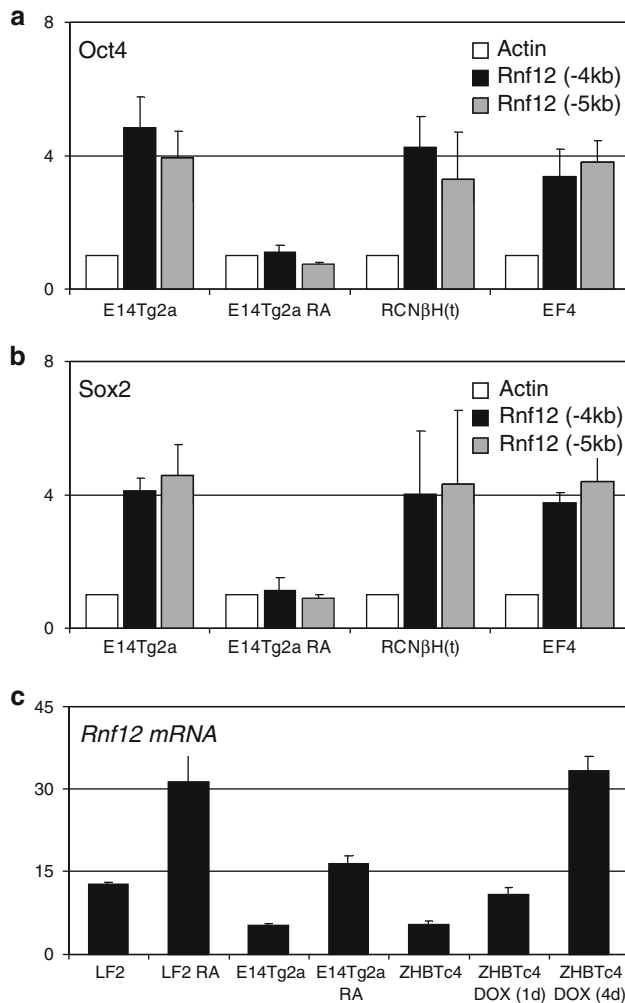 a
8
Oct4
Actin
Rnf12 (-4kb)
Rnf12 (-5kb)
4
0
E14Tg2a
E14Tg2a RA
RCNβH(t)
EF4
b
8
Sox2
Actin
Rnf12 (-4kb)
Rnf12 (-5kb)
4
0
E14Tg2a
E14Tg2a RA
RCNβH(t)
EF4
c
45
Rnf12 mRNA
30
15
0
LF2
LF2 RA
E14Tg2a
E14Tg2a
RA
ZHBTc4
ZHBTc4
DOX (1d)
ZHBTc4
DOX (4d)